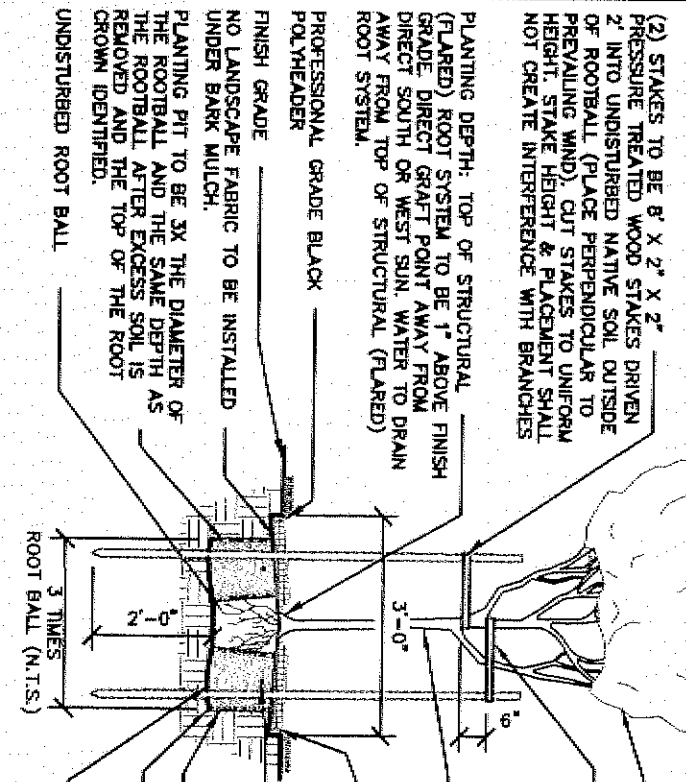 (2) STAKES TO BE 8' X 2" X 2"
PRESSURE TREATED WOOD STAKES DRIVEN
2' INTO UNDISTURBED NATIVE SOIL OUTSIDE
OF ROOTBALL (PLACE PERPENDICULAR TO
PREVAILING WIND). CUT STAKES TO UNIFORM
HEIGHT. STAKE HEIGHT & PLACEMENT SHALL
NOT CREATE INTERFERENCE WITH BRANCHES
PLANTING DEPTH: TOP OF STRUCTURAL
(FLARED) ROOT SYSTEM TO BE 1" ABOVE FINISH
GRADE. DIRECT GRAFT POINT AWAY FROM
DIRECT SOUTH OR WEST SUN. WATER TO DRAIN
AWAY FROM TOP OF STRUCTURAL (FLARED)
ROOT SYSTEM.
PROFESSIONAL GRADE BLACK
POLYHEADER
FINISH GRADE
NO LANDSCAPE FABRIC TO BE INSTALLED
UNDER BARK MULCH.
PLANTING PIT TO BE 3X THE DIAMETER OF
THE ROOTBALL AND THE SAME DEPTH AS
THE ROOTBALL AFTER EXCESS SOIL IS
REMOVED AND THE TOP OF THE ROOT
CROWN IDENTIFIED.
UNDISTURBED ROOT BALL
6"
3'-0"
2'-0"
3 TIMES
ROOT BALL (N.T.S.)